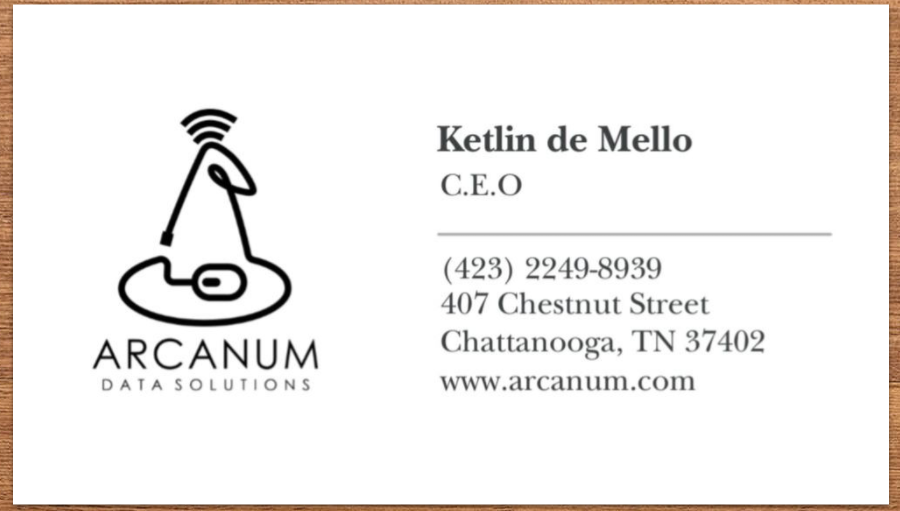 ARCANUM
DATA SOLUTIONS
Ketlin de Mello
C.E.O
(423) 2249-8939
407 Chestnut Street
Chattanooga, TN 37402
www.arcanum.com